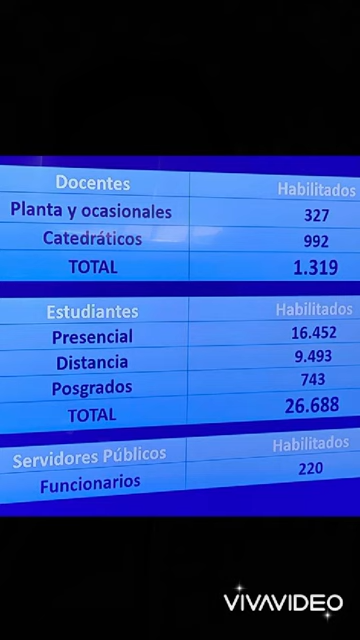 Docentes Habilitados
Planta y ocasionales 327
Catedráticos 992
TOTAL 1.319
Estudiantes Habilitados
Presencial 16.452
Distancia 9.493
Posgrados 743
TOTAL 26.688
Servidores Públicos Habilitados
Funcionarios 220
VIVAVIDEO